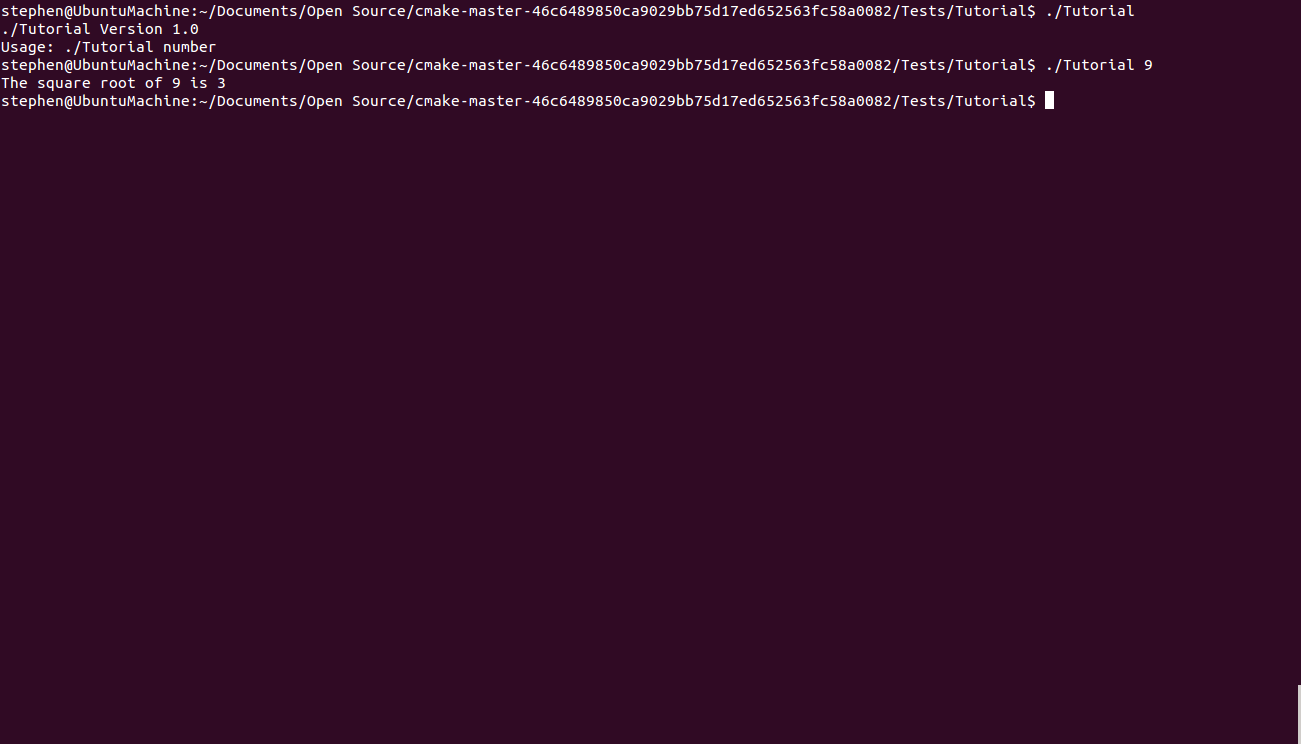 stephen@UbuntuMachine:~/Documents/Open Source/cmake-master-46c6489850ca9029bb75d17ed652563fc58a0082/Tests/Tutorial$ ./Tutorial
./Tutorial Version 1.0
Usage: ./Tutorial number
stephen@UbuntuMachine:~/Documents/Open Source/cmake-master-46c6489850ca9029bb75d17ed652563fc58a0082/Tests/Tutorial$ ./Tutorial 9
The square root of 9 is 3
stephen@UbuntuMachine:~/Documents/Open Source/cmake-master-46c6489850ca9029bb75d17ed652563fc58a0082/Tests/Tutorial$